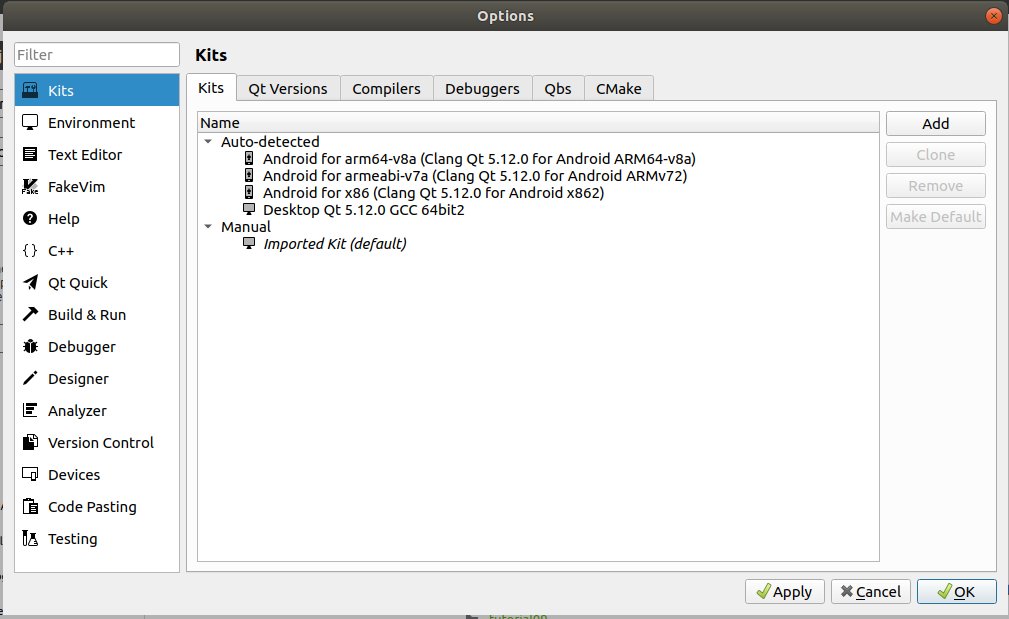 Options
Filter
Kits
Environment
Text Editor
FakeVim
Help
C++
Qt Quick
Build & Run
Debugger
Designer
Analyzer
Version Control
Devices
Code Pasting
Testing
Kits
Kits Qt Versions Compilers Debuggers Qbs CMake
Name
Auto-detected
Android for arm64-v8a (Clang Qt 5.12.0 for Android ARM64-v8a)
Android for armeabi-v7a (Clang Qt 5.12.0 for Android ARMv72)
Android for x86 (Clang Qt 5.12.0 for Android x862)
Desktop Qt 5.12.0 GCC 64bit2
Manual
Imported Kit (default)
Add
Clone
Remove
Make Default
Apply Cancel OK